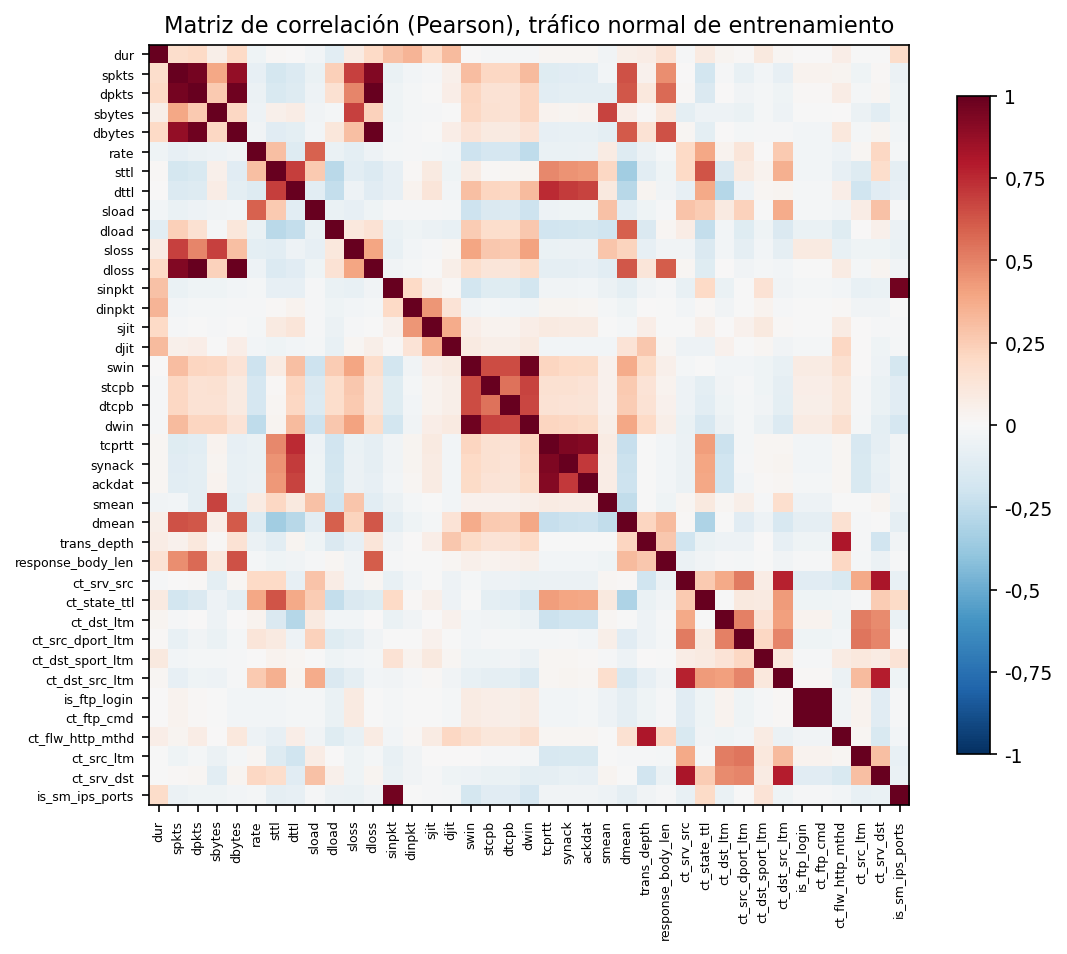 Matriz de correlación (Pearson), tráfico normal de entrenamiento
dur
spkts
dpkts
sbytes
dbytes
rate
sttl
dttl
sload
dload
sloss
dloss
sinpkt
dinpkt
sjit
djit
swin
stcpb
dtcpb
dwin
tcprtt
synack
ackdat
smean
dmean
trans_depth
response_body_len
ct_srv_src
ct_state_ttl
ct_dst_ltm
ct_src_dport_ltm
ct_dst_sport_ltm
ct_dst_src_ltm
is_ftp_login
ct_ftp_cmd
ct_flw_http_mthd
ct_src_ltm
ct_srv_dst
is_sm_ips_ports
dur
spkts
dpkts
sbytes
dbytes
rate
sttl
dttl
sload
dload
sloss
dloss
sinpkt
dinpkt
sjit
djit
swin
stcpb
dtcpb
dwin
tcprtt
synack
ackdat
smean
dmean
trans_depth
response_body_len
ct_srv_src
ct_state_ttl
ct_dst_ltm
ct_src_dport_ltm
ct_dst_sport_ltm
ct_dst_src_ltm
is_ftp_login
ct_ftp_cmd
ct_flw_http_mthd
ct_src_ltm
ct_srv_dst
is_sm_ips_ports
1
0,75
0,5
0,25
0
-0,25
-0,5
-0,75
-1